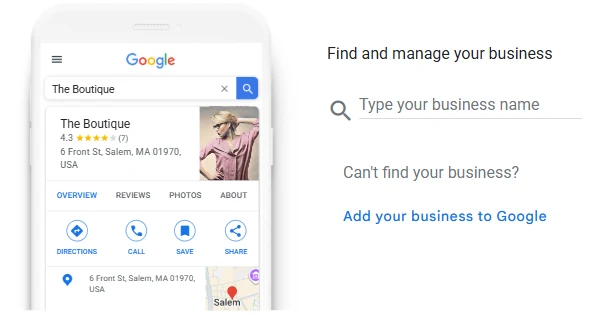 Google
The Boutique
The Boutique
4.3 (7)
6 Front St, Salem, MA 01970,
USA
OVERVIEW REVIEWS PHOTOS ABOUT
DIRECTIONS CALL SAVE SHARE
6 Front St, Salem, MA 01970,
USA
Salem
Find and manage your business
Type your business name
Can't find your business?
Add your business to Google